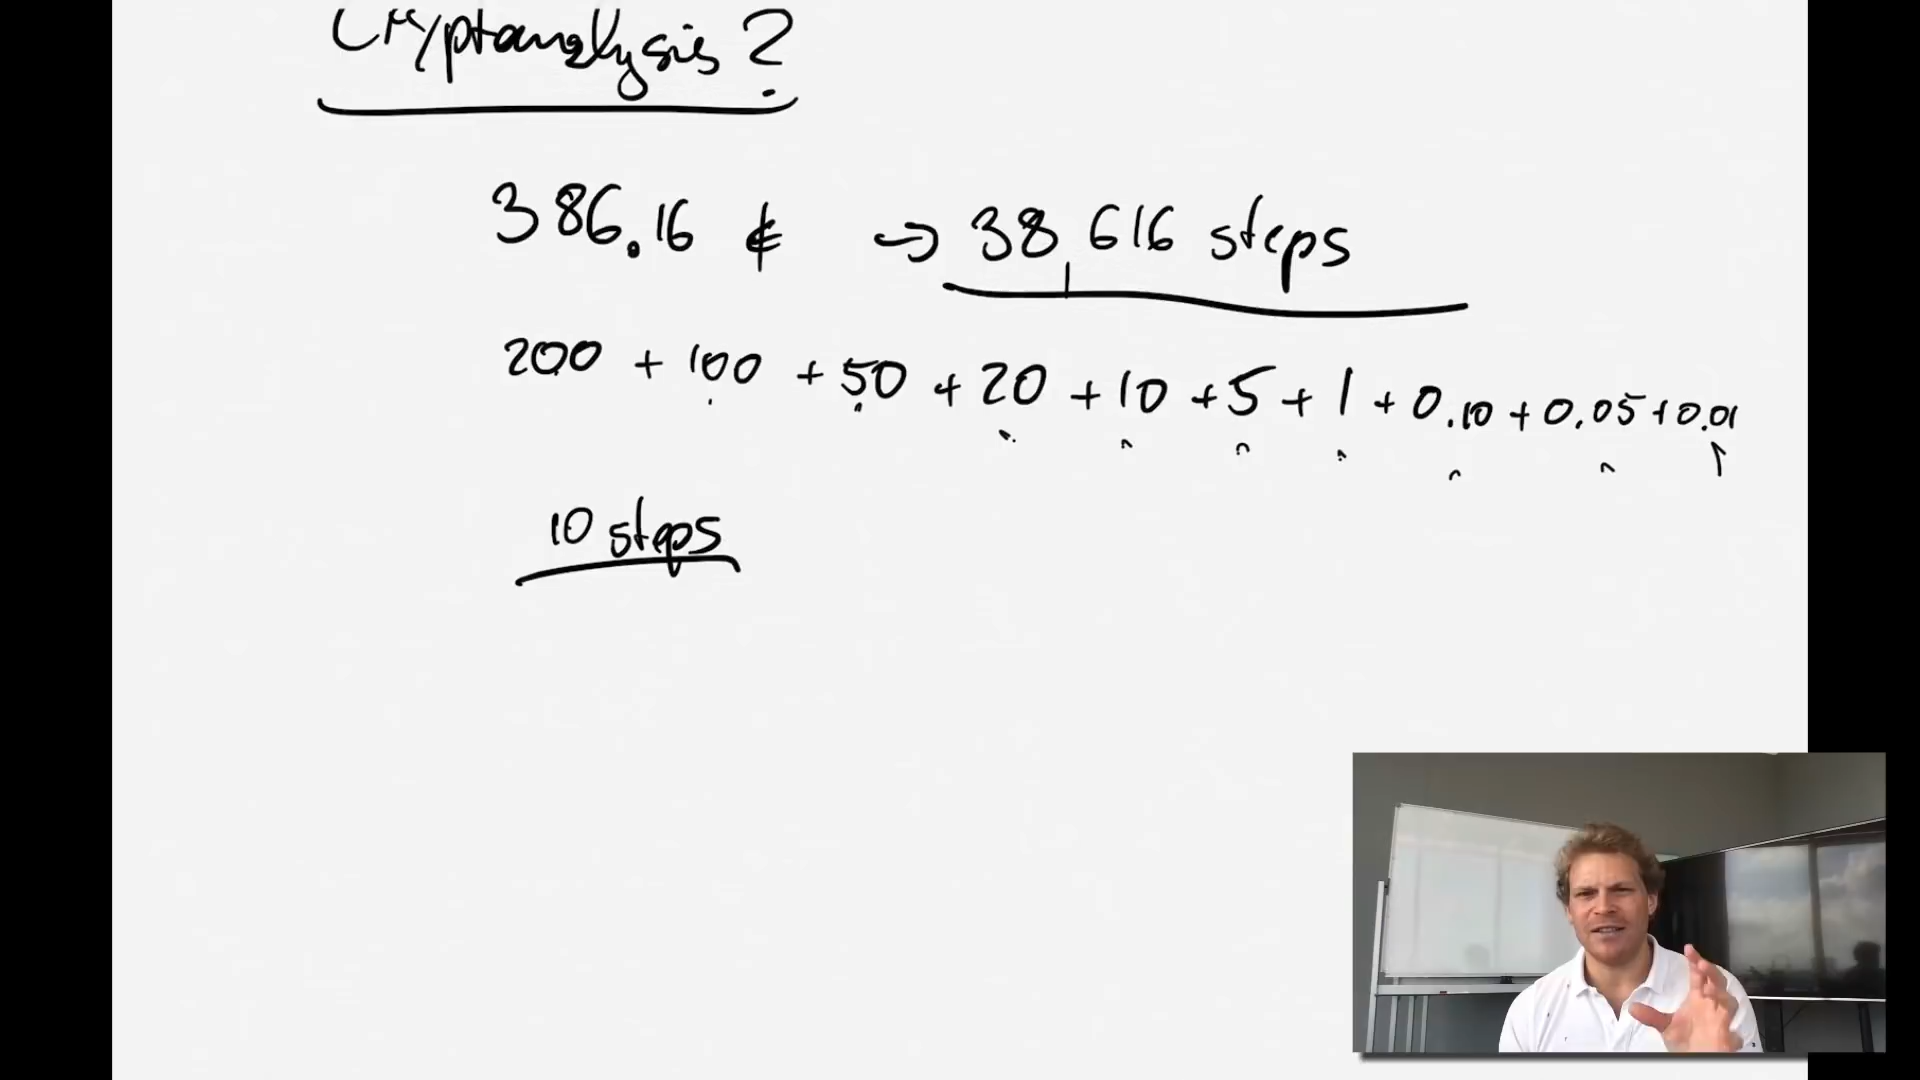 Cryptanalysis?
386.16 ¢ → 38,616 steps
200 + 100 + 50 + 20 + 10 + 5 + 1 + 0.10 + 0.05 + 0.01
10 steps